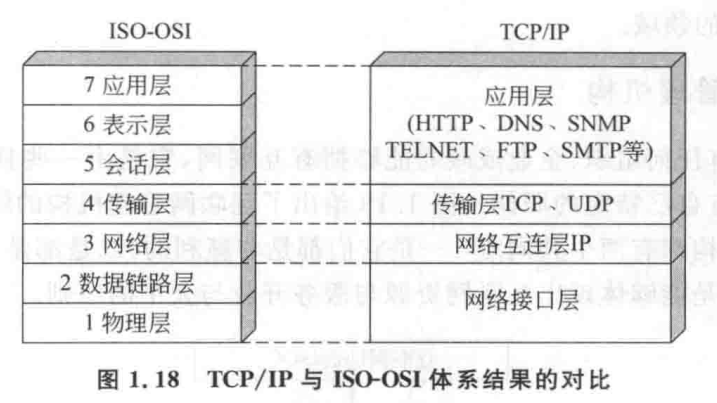 的领域。
ISO-OSI
TCP/IP
7 应用层
6 表示层
5 会话层
4 传输层
3 网络层
2 数据链路层
1 物理层
应用层
(HTTP、DNS、SNMP
TELNET、FTP、SMTP等)
传输层TCP、UDP
网络互连层IP
网络接口层
图 1.18 TCP/IP 与 ISO-OSI 体系结果的对比